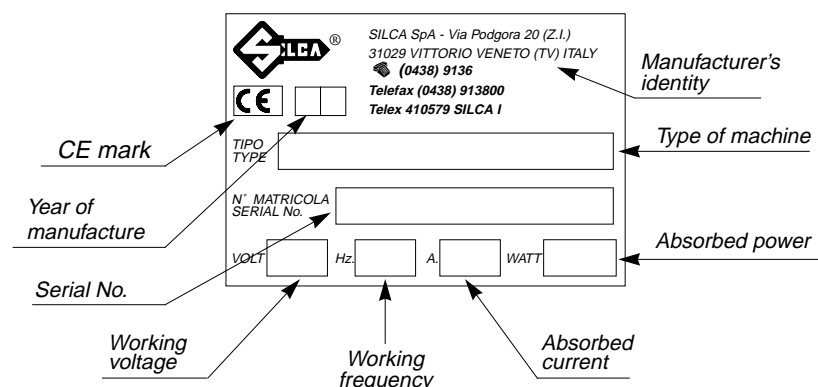 SILCA®
SILCA SpA - Via Podgora 20 (Z.I.)
31029 VITTORIO VENETO (TV) ITALY
(0438) 9136
Telefax (0438) 913800
Telex 410579 SILCA I
Manufacturer's
identity
CE
CE mark
TIPO
TYPE
Type of machine
Year of
manufacture
N° MATRICOLA
SERIAL No.
Serial No.
VOLT
Hz.
A.
WATT
Absorbed power
Working
voltage
Working
frequency
Absorbed
current